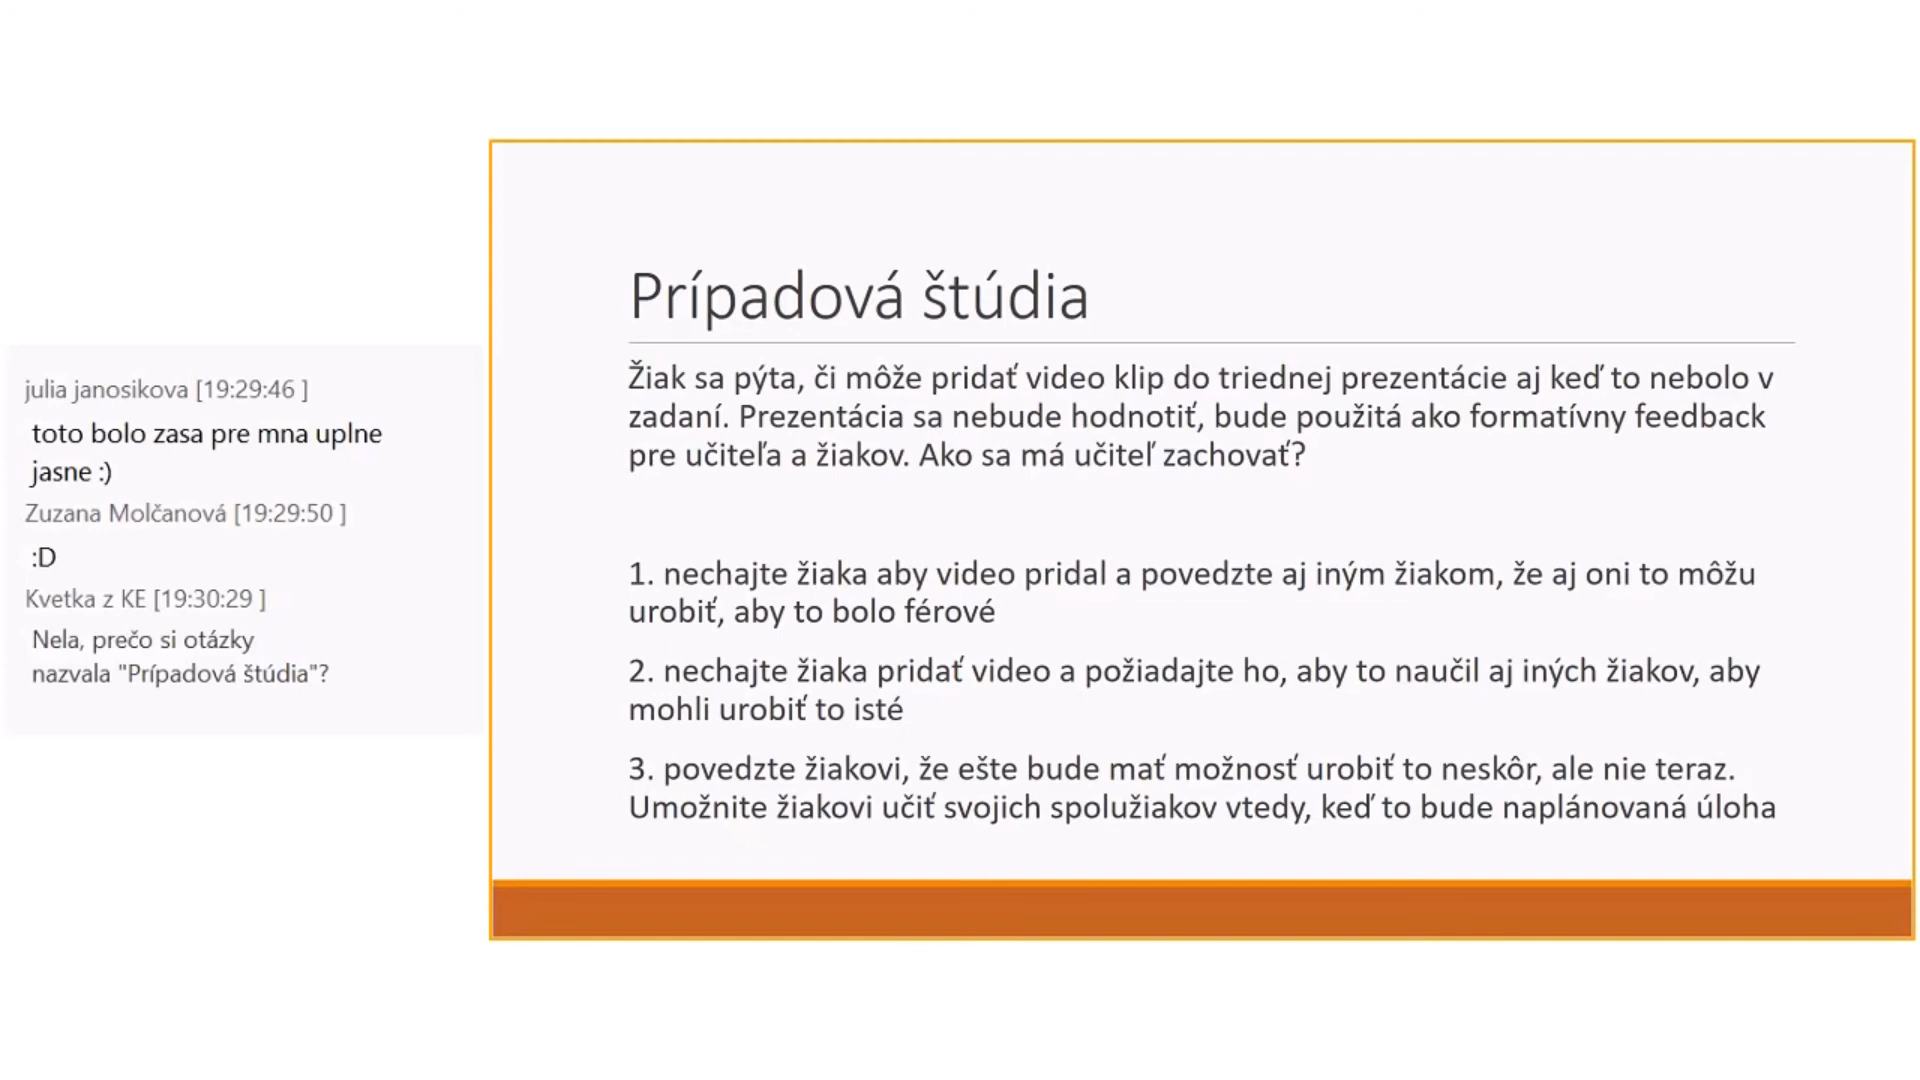 julia janosikova [19:29:46 ]
toto bolo zasa pre mna uplne
jasne :)
Zuzana Molčanová [19:29:50 ]
:D
Kvetka z KE [19:30:29 ]
Nela, prečo si otázky
nazvala "Prípadová štúdia"?
Prípadová štúdia
Žiak sa pýta, či môže pridať video klip do triednej prezentácie aj keď to nebolo v
zadaní. Prezentácia sa nebude hodnotiť, bude použitá ako formatívny feedback
pre učiteľa a žiakov. Ako sa má učiteľ zachovať?
1. nechajte žiaka aby video pridal a povedzte aj iným žiakom, že aj oni to môžu
urobiť, aby to bolo férové
2. nechajte žiaka pridať video a požiadajte ho, aby to naučil aj iných žiakov, aby
mohli urobiť to isté
3. povedzte žiakovi, že ešte bude mať možnosť urobiť to neskôr, ale nie teraz.
Umožnite žiakovi učiť svojich spolužiakov vtedy, keď to bude naplánovaná úloha